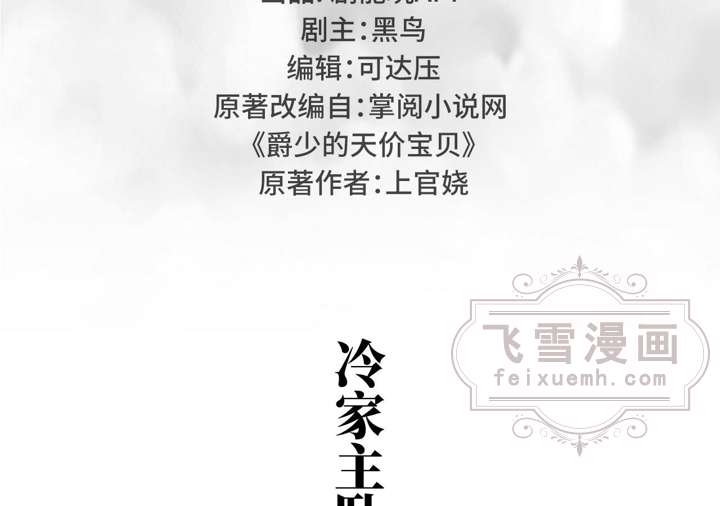 剧主:黑鸟
编辑:可达压
原著改编自:掌阅小说网
《爵少的天价宝贝》
原著作者:上官娆
飞雪漫画
feixuemh.com
冷家主